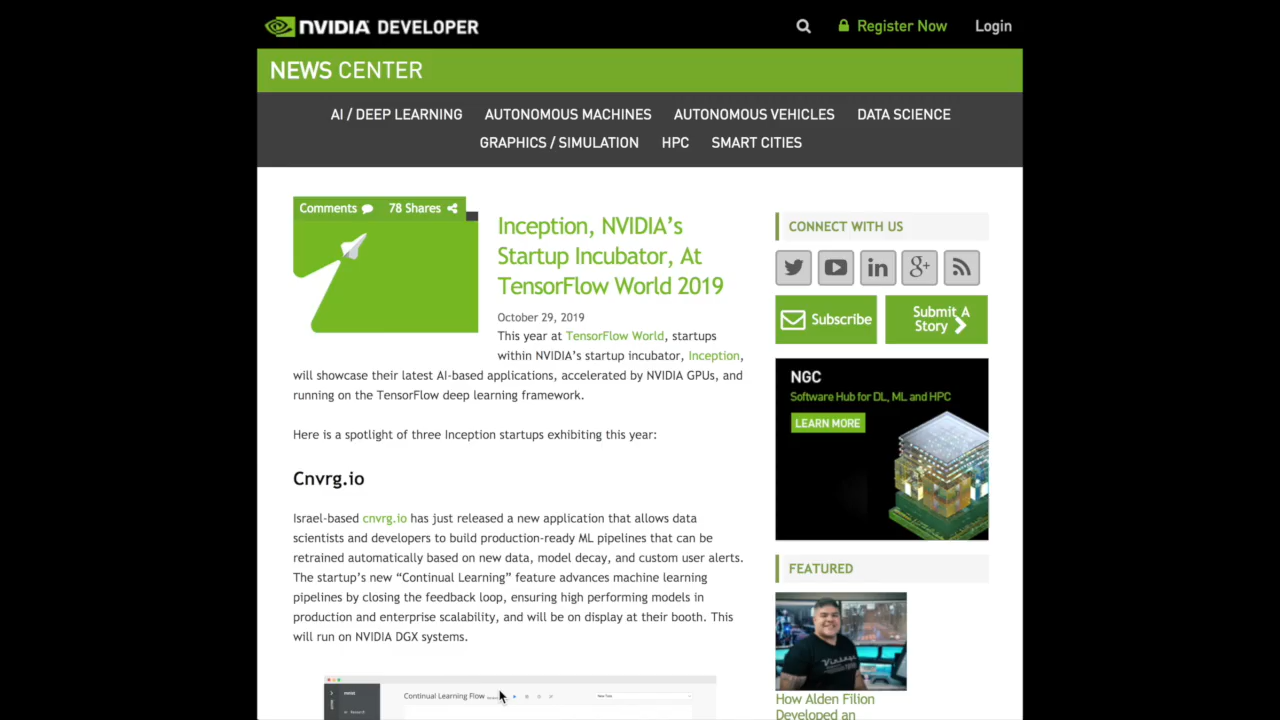 NVIDIA DEVELOPER
Register Now
Login
NEWS CENTER
AI / DEEP LEARNING
AUTONOMOUS MACHINES
AUTONOMOUS VEHICLES
DATA SCIENCE
GRAPHICS / SIMULATION
HPC
SMART CITIES
Comments
78 Shares
Inception, NVIDIA's
Startup Incubator, At
TensorFlow World 2019
October 29, 2019
This year at TensorFlow World, startups
within NVIDIA's startup incubator, Inception,
will showcase their latest AI-based applications, accelerated by NVIDIA GPUs, and
running on the TensorFlow deep learning framework.
Here is a spotlight of three Inception startups exhibiting this year:
Cnvrg.io
Israel-based cnvrg.io has just released a new application that allows data
scientists and developers to build production-ready ML pipelines that can be
retrained automatically based on new data, model decay, and custom user alerts.
The startup's new “Continual Learning” feature advances machine learning
pipelines by closing the feedback loop, ensuring high performing models in
production and enterprise scalability, and will be on display at their booth. This
will run on NVIDIA DGX systems.
Continual Learning Flow
CONNECT WITH US
Subscribe
Submit A
Story
NGC
Software Hub for DL, ML and HPC
LEARN MORE
FEATURED
Vintage
How Alden Filion
Developed an